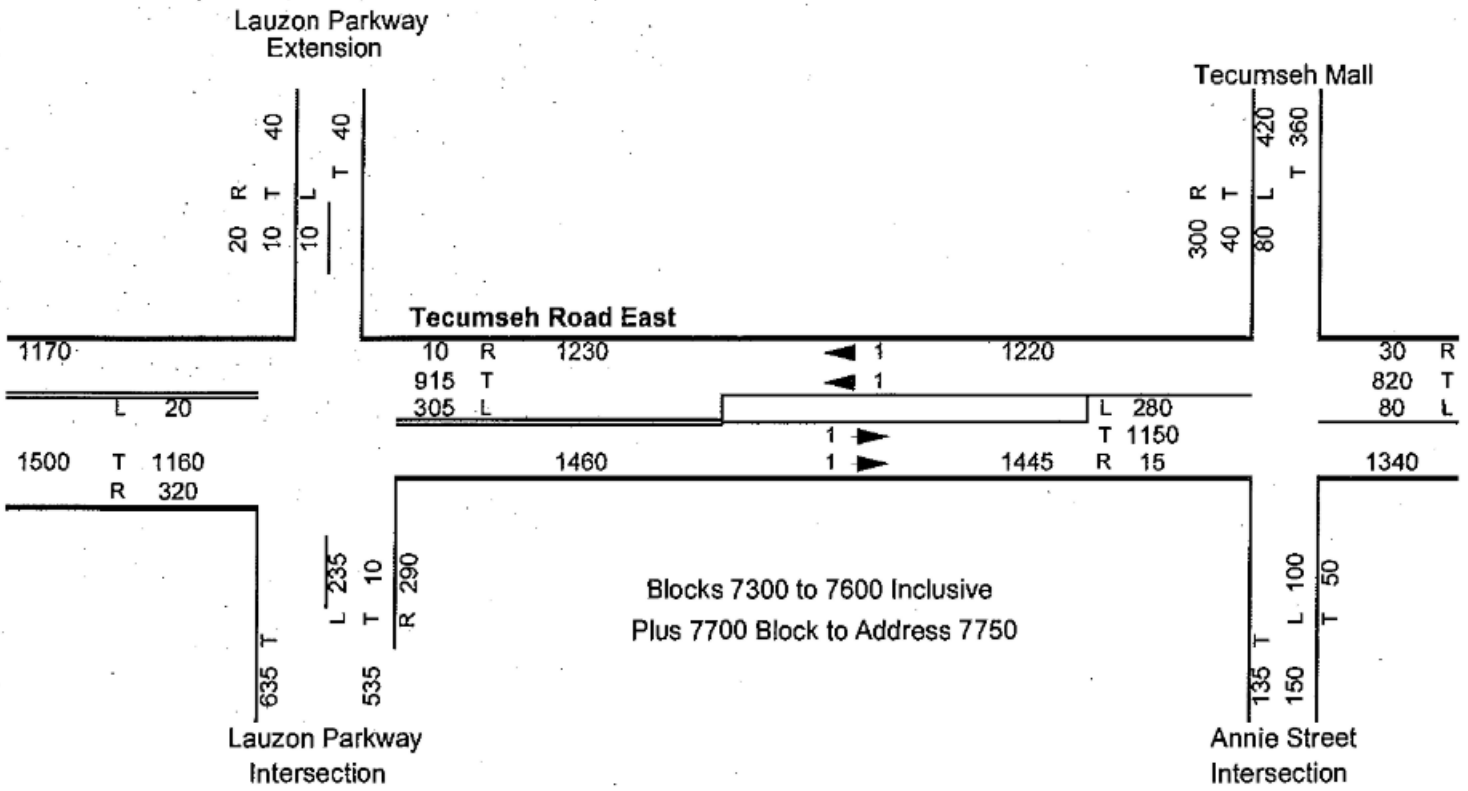 Lauzon Parkway
Extension
Tecumseh Mall
40 40
T
R T L
20 10 10
420 360
T
R T L
300 40 80
Tecumseh Road East
1170 10 R 1230 1 1220 30 R
915 T 1 820 T
L 20 305 L L 280 80 L
1 T 1150
1500 T 1160 1460 1 1445 R 15 1340
R 320
235 10 290
L T R
T
635 535
Blocks 7300 to 7600 Inclusive
Plus 7700 Block to Address 7750
100 50
T L T
135 150
Lauzon Parkway
Intersection
Annie Street
Intersection